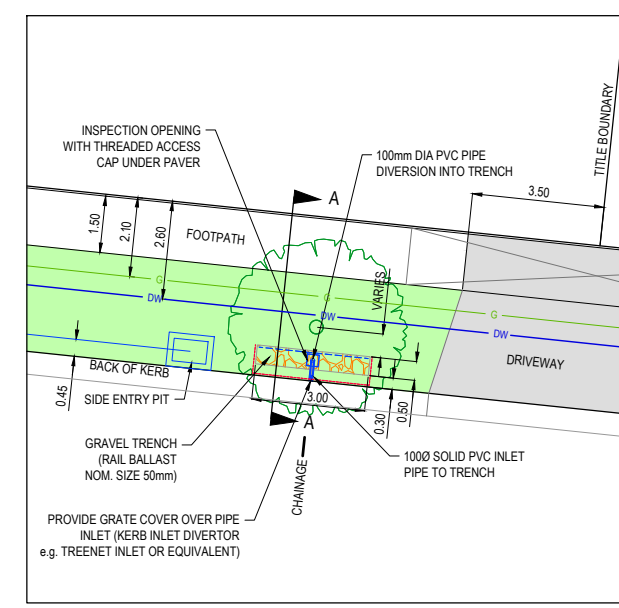 INSPECTION OPENING
WITH THREADED ACCESS
CAP UNDER PAVER
A
100mm DIA PVC PIPE
DIVERSION INTO TRENCH
TITLE BOUNDARY
3.50
1.50
2.10
2.60
FOOTPATH
VARIES
G
G
G
DW
DW
DW
DRIVEWAY
BACK OF KERB
SIDE ENTRY PIT
0.45
3.00
0.30
0.50
A
GRAVEL TRENCH
(RAIL BALLAST
NOM. SIZE 50mm)
CHAINAGE
100Ø SOLID PVC INLET
PIPE TO TRENCH
PROVIDE GRATE COVER OVER PIPE
INLET (KERB INLET DIVERTOR
e.g. TREENET INLET OR EQUIVALENT)